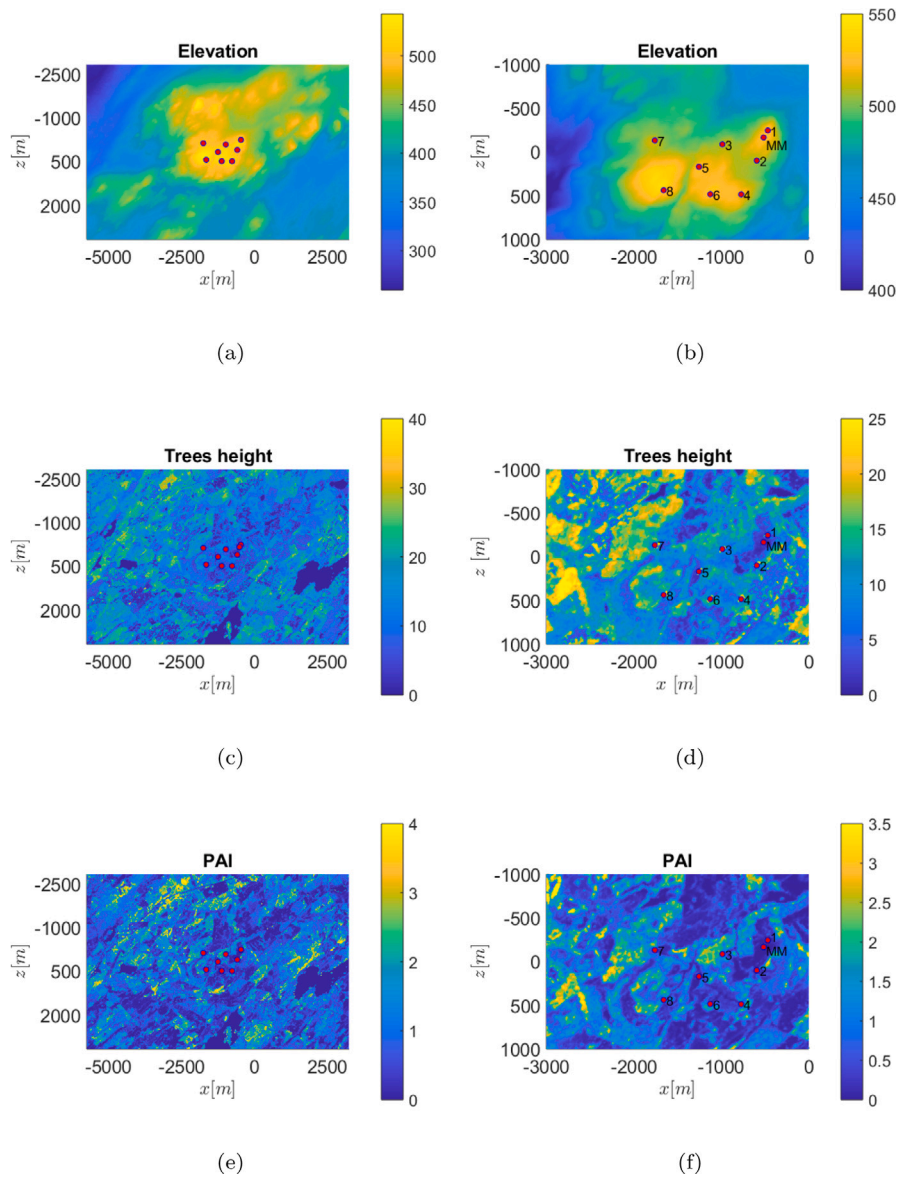 Elevation
-2500
-1000
500
2000
z[m]
-5000 -2500 0 2500
x[m]
500
450
400
350
300
(a)
Elevation
-1000
-500
0
500
1000
z[m]
-3000 -2000 -1000 0
x[m]
1
MM
2
3
4
5
6
7
8
550
500
450
400
(b)
Trees height
-2500
-1000
500
2000
z[m]
-5000 -2500 0 2500
x[m]
40
30
20
10
0
(c)
Trees height
-1000
-500
0
500
1000
z [m]
-3000 -2000 -1000 0
x [m]
1
MM
2
3
4
5
6
7
8
25
20
15
10
5
0
(d)
PAI
-2500
-1000
500
2000
z[m]
-5000 -2500 0 2500
x[m]
4
3
2
1
0
(e)
PAI
-1000
-500
0
500
1000
z[m]
-3000 -2000 -1000 0
x[m]
1
MM
2
3
4
5
6
7
8
3.5
3
2.5
2
1.5
1
0.5
0
(f)